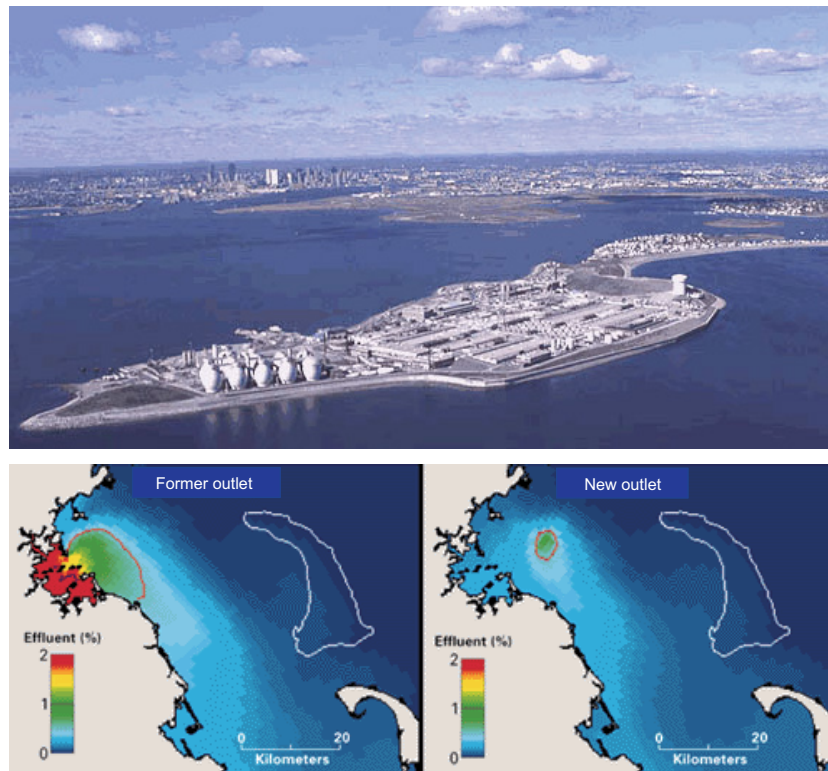 Former outlet
New outlet
Effluent (%)
2
1
0
0 20
Kilometers
Effluent (%)
2
1
0
0 20
Kilometers